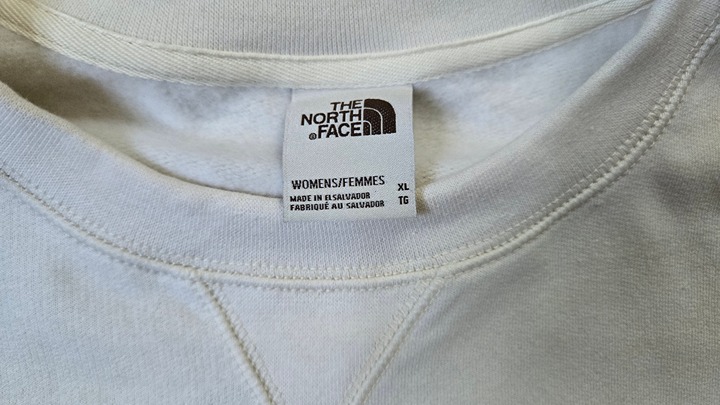 THE
NORTH
®FACE
WOMENS/FEMMES XL
MADE IN ELSALVADOR
FABRIQUÉ AU SALVADOR TG